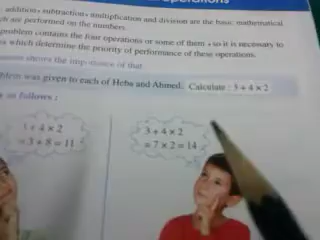 operations
addition, subtraction, multiplication and division are the basic mathematical
are performed on the numbers.
problem contains the four operations or some of them, so it is necessary to
which determine the priority of performance of these operations.
shows the importance of that
was given to each of Heba and Ahmed. Calculate : 3 + 4 × 2
as follows :
3 + 4 × 2
= 3 + 8 = 11
3 + 4 × 2
= 7 × 2 = 14